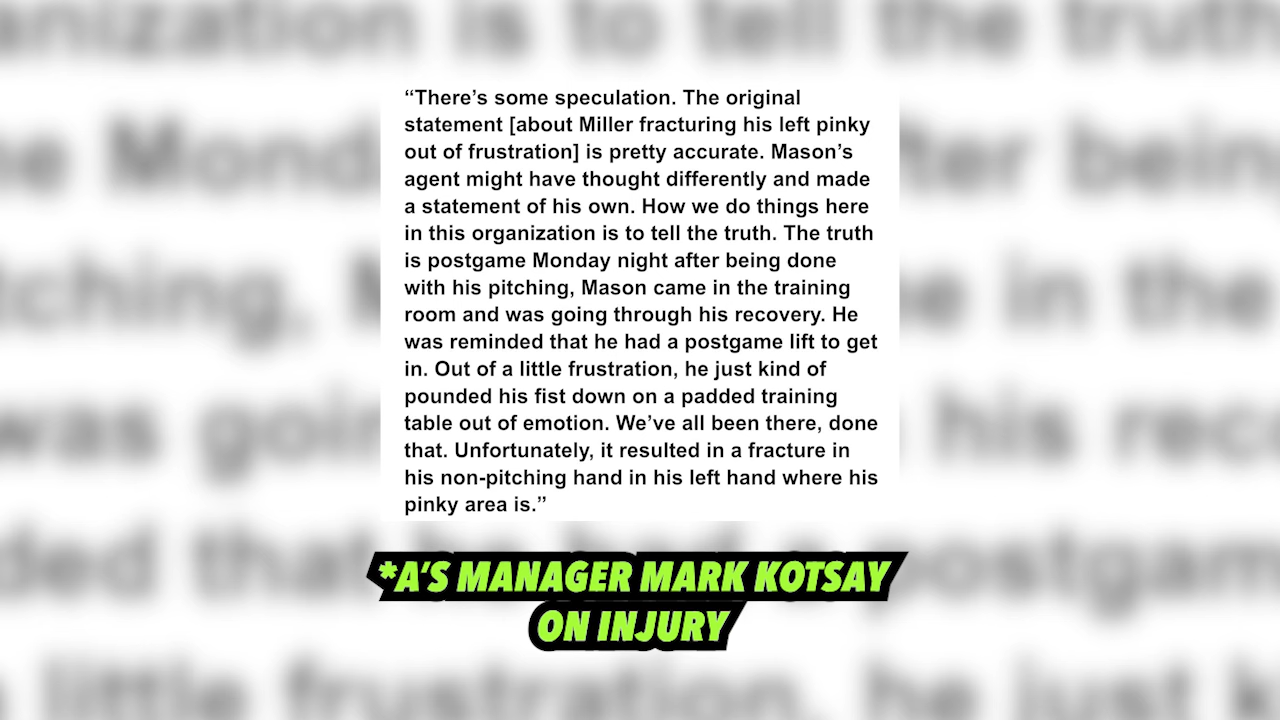 “There’s some speculation. The original
statement [about Miller fracturing his left pinky
out of frustration] is pretty accurate. Mason’s
agent might have thought differently and made
a statement of his own. How we do things here
in this organization is to tell the truth. The truth
is postgame Monday night after being done
with his pitching, Mason came in the training
room and was going through his recovery. He
was reminded that he had a postgame lift to get
in. Out of a little frustration, he just kind of
pounded his fist down on a padded training
table out of emotion. We’ve all been there, done
that. Unfortunately, it resulted in a fracture in
his non-pitching hand in his left hand where his
pinky area is.”
*A’S MANAGER MARK KOTSAY
ON INJURY